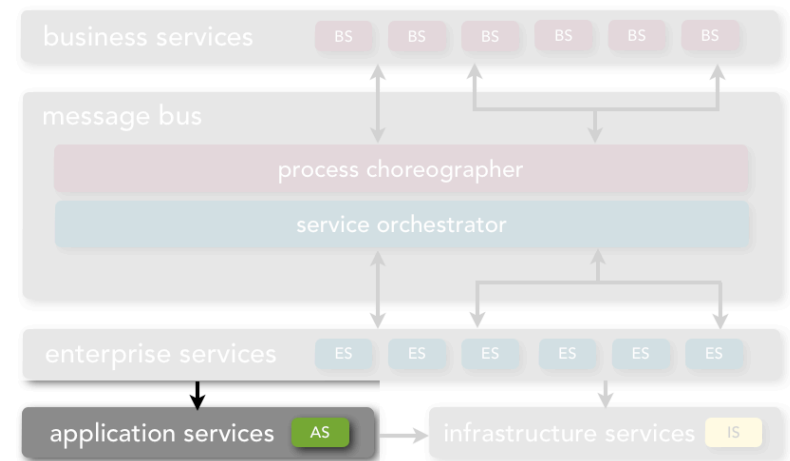 business services BS BS BS BS BS BS
message bus
process choreographer
service orchestrator
enterprise services ES ES ES ES ES ES
application services AS infrastructure services IS